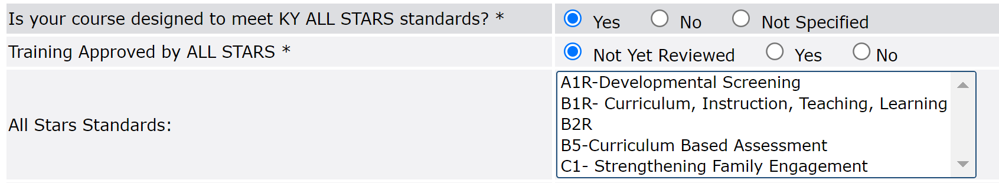 Is your course designed to meet KY ALL STARS standards? * Yes No Not Specified
Training Approved by ALL STARS * Not Yet Reviewed Yes No
All Stars Standards:
A1R-Developmental Screening
B1R- Curriculum, Instruction, Teaching, Learning
B2R
B5-Curriculum Based Assessment
C1- Strengthening Family Engagement